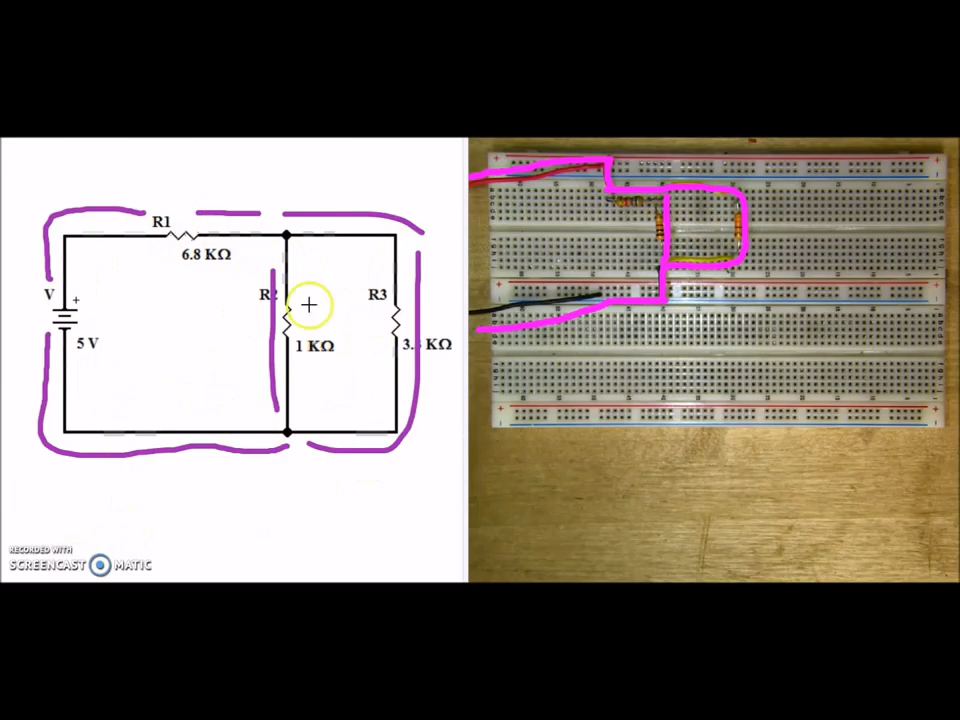 R1
6.8 KΩ
V
+
R2
R3
5 V
1 KΩ
KΩ
RECORDED WITH
SCREENCAST MATIC